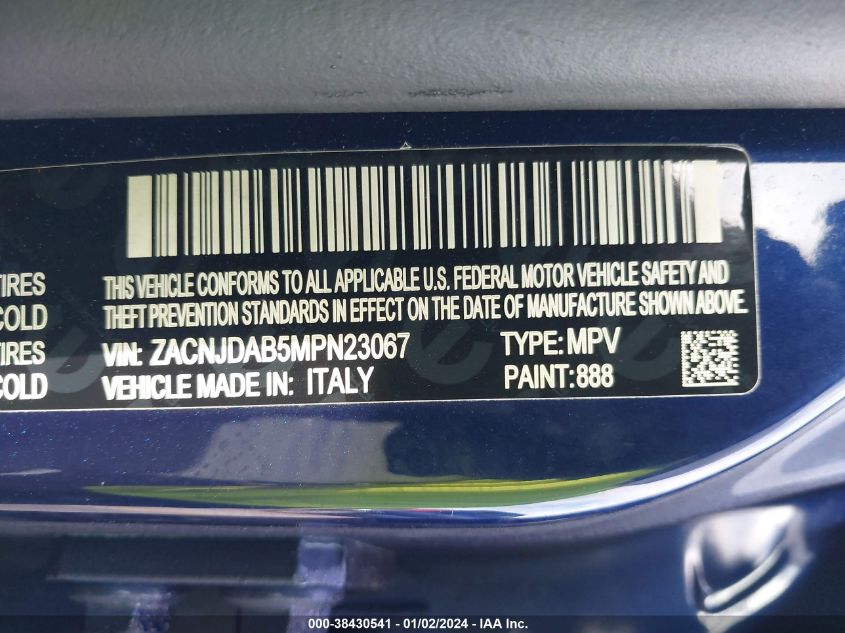 THIS VEHICLE CONFORMS TO ALL APPLICABLE U.S. FEDERAL MOTOR VEHICLE SAFETY AND
TIRES
THEFT PREVENTION STANDARDS IN EFFECT ON THE DATE OF MANUFACTURE SHOWN ABOVE.
COLD
TIRES
VIN: ZACNJDAB5MPN23067 TYPE:MPV
COLD
VEHICLE MADE IN: ITALY PAINT:888
000-38430541 - 01/02/2024 - IAA Inc.